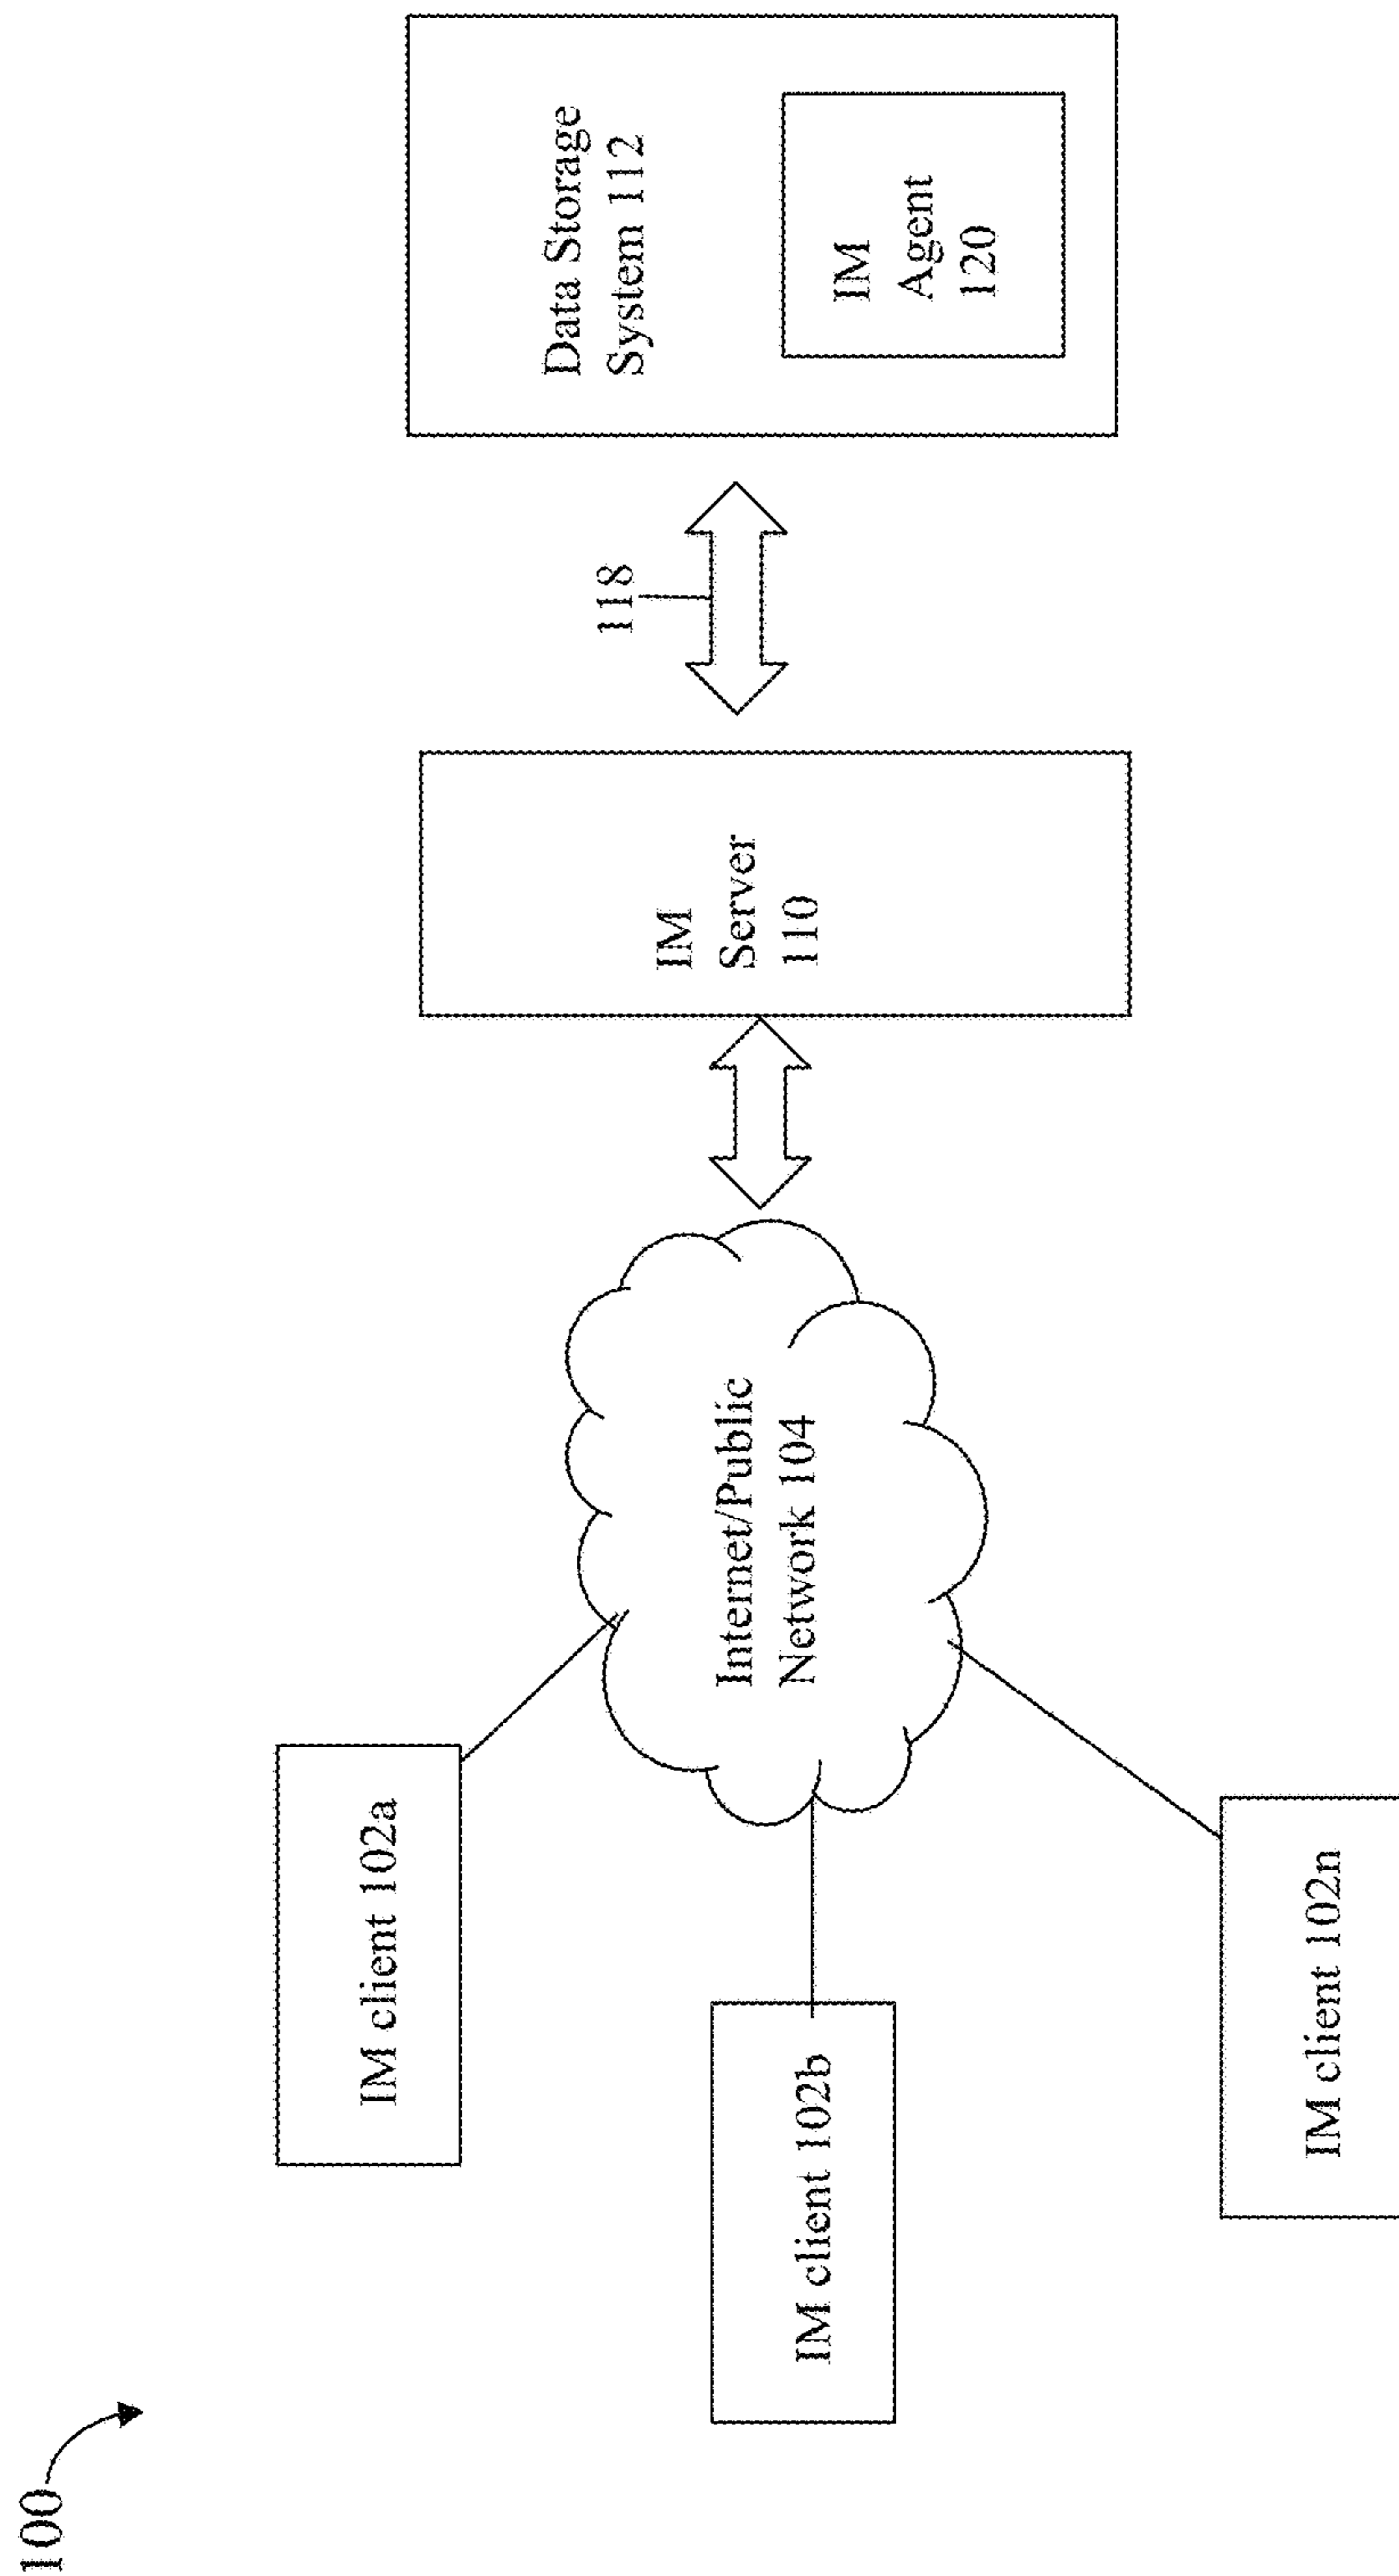 100
IM client 102a
IM client 102b
IM client 102n
Internet/Public
Network 104
IM
Server
110
118
Data Storage
System 112
IM
Agent
120